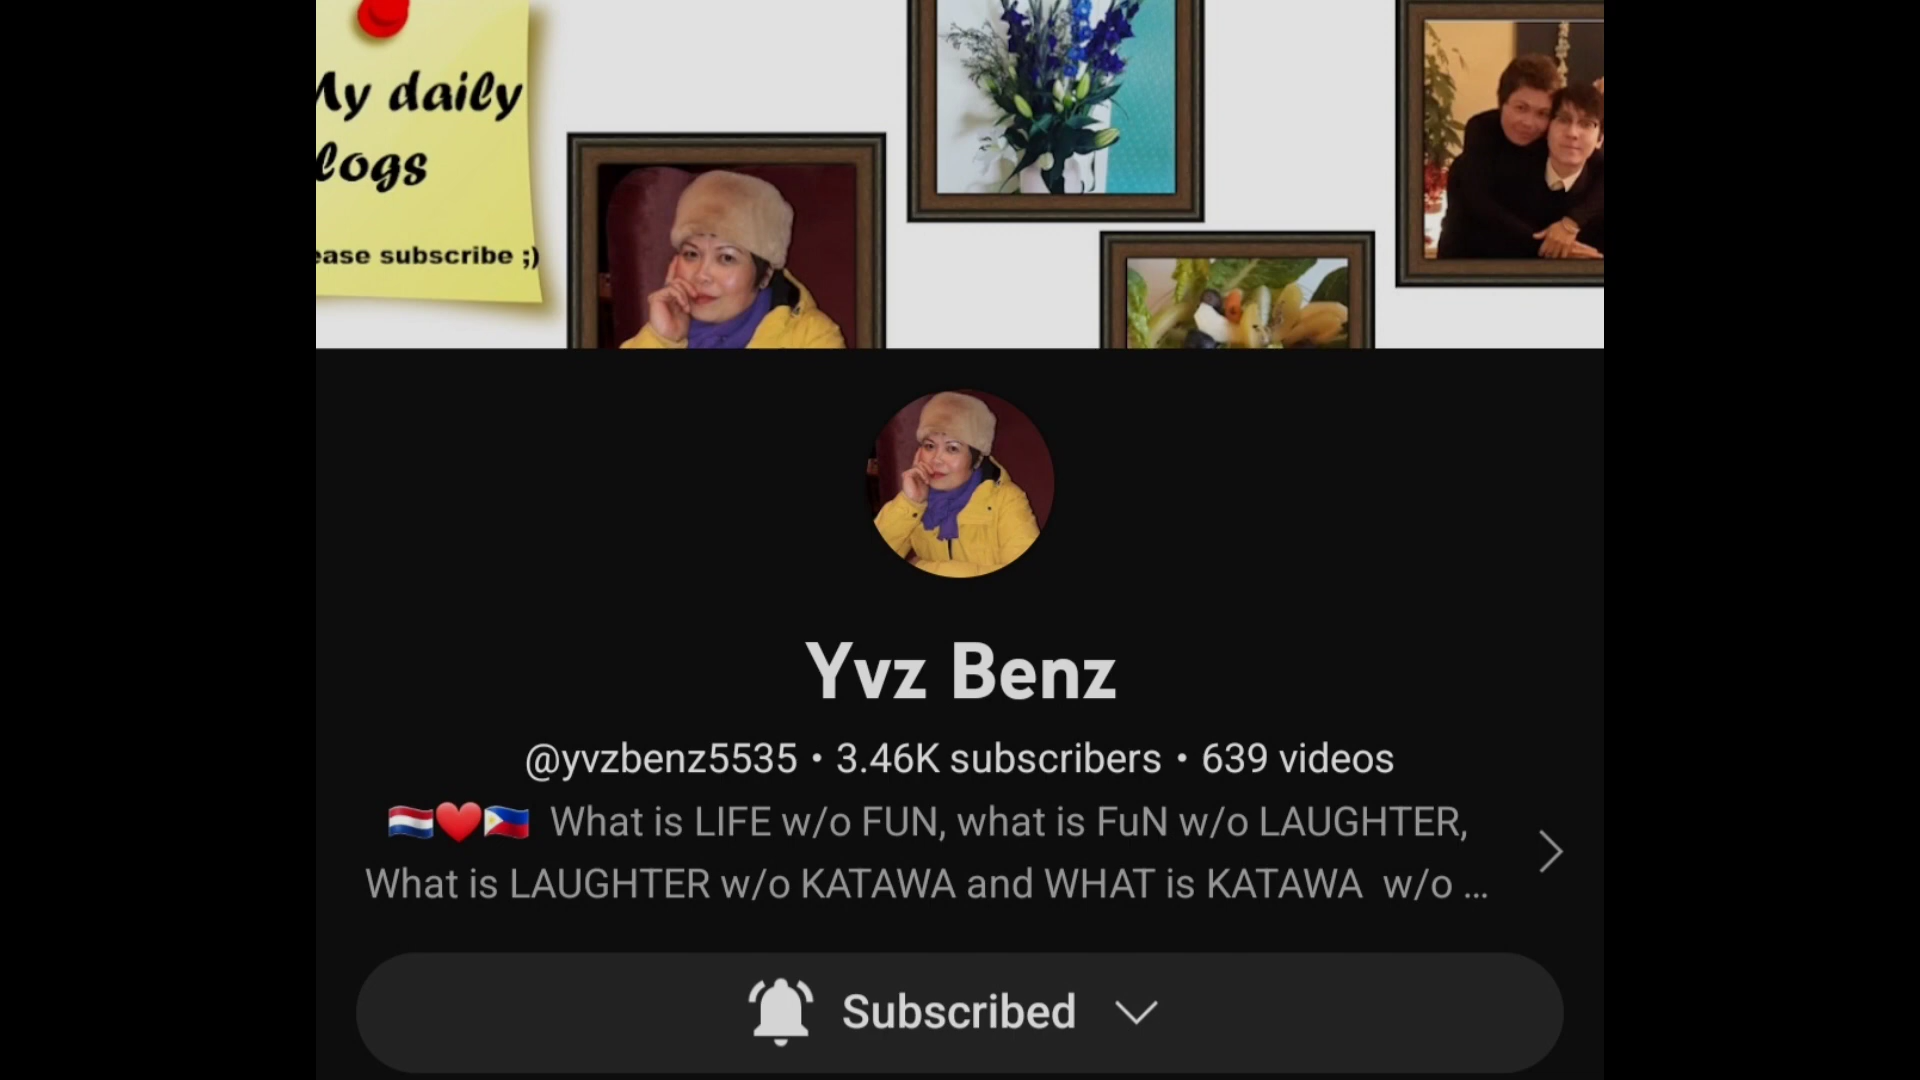 My daily
logs
ease subscribe ;)
Yvz Benz
@yvzbenz5535 • 3.46K subscribers • 639 videos
🇳🇱❤️🇵🇭 What is LIFE w/o FUN, what is FuN w/o LAUGHTER,
What is LAUGHTER w/o KATAWA and WHAT is KATAWA w/o ...
Subscribed